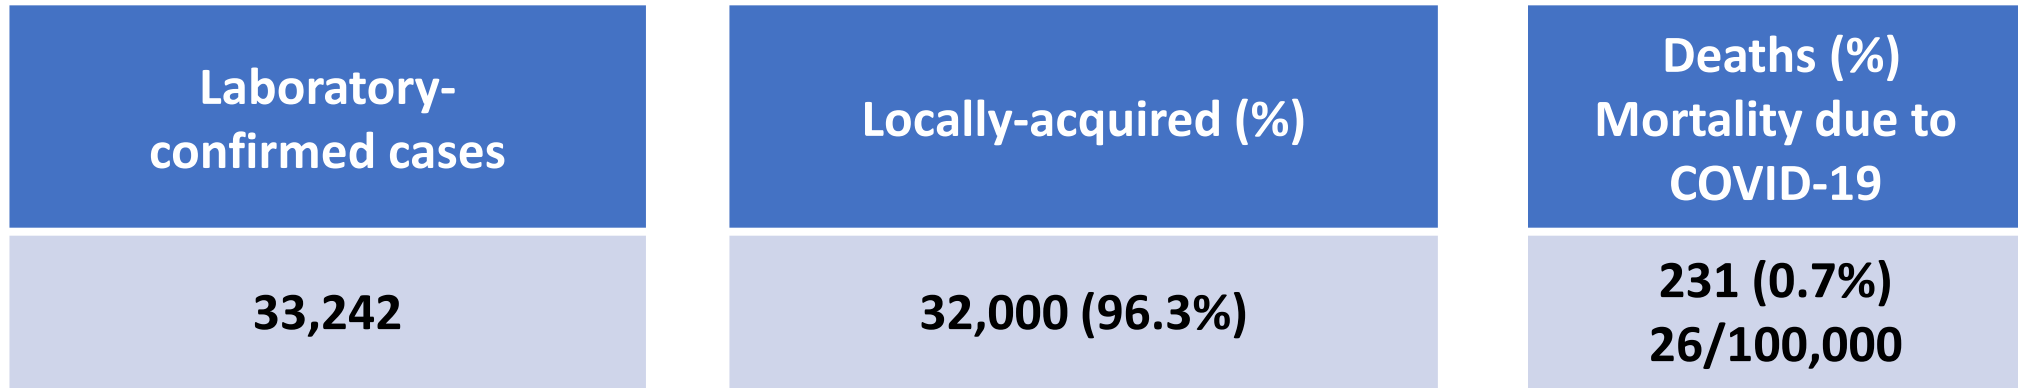 Laboratory-
confirmed cases
33,242
Locally-acquired (%)
32,000 (96.3%)
Deaths (%)
Mortality due to
COVID-19
231 (0.7%)
26/100,000